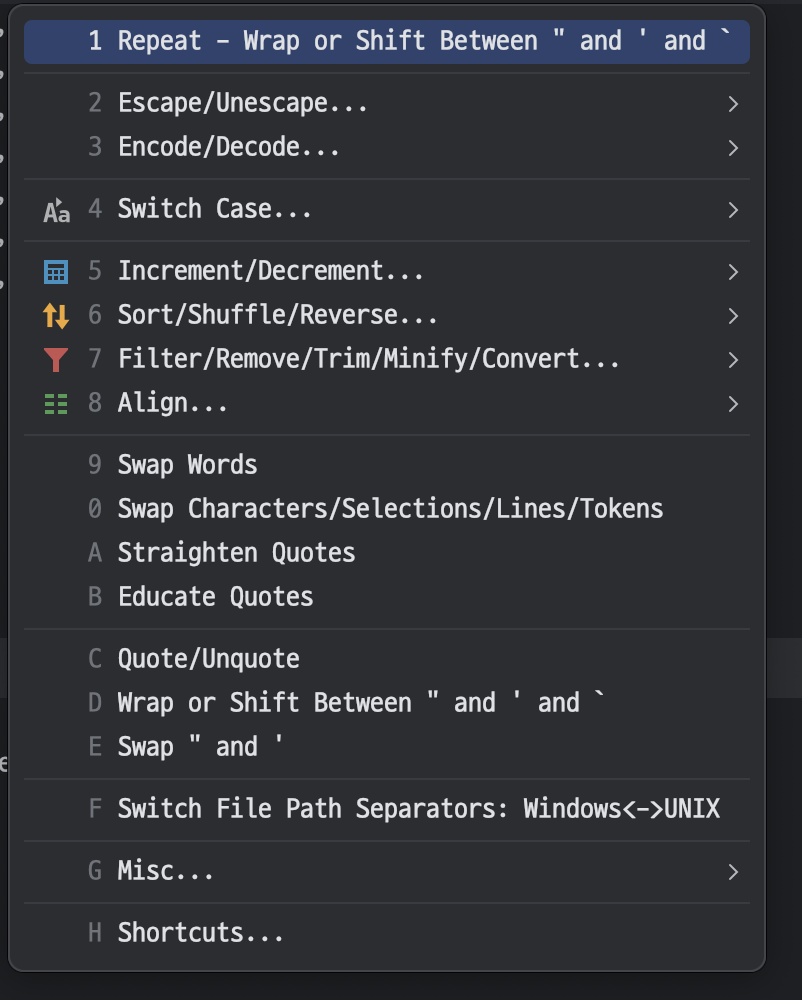 1 Repeat - Wrap or Shift Between " and ' and `
2 Escape/Unescape...
3 Encode/Decode...
Aa 4 Switch Case...
5 Increment/Decrement...
6 Sort/Shuffle/Reverse...
7 Filter/Remove/Trim/Minify/Convert...
8 Align...
9 Swap Words
0 Swap Characters/Selections/Lines/Tokens
A Straighten Quotes
B Educate Quotes
C Quote/Unquote
D Wrap or Shift Between " and ' and `
E Swap " and '
F Switch File Path Separators: Windows<->UNIX
G Misc...
H Shortcuts...